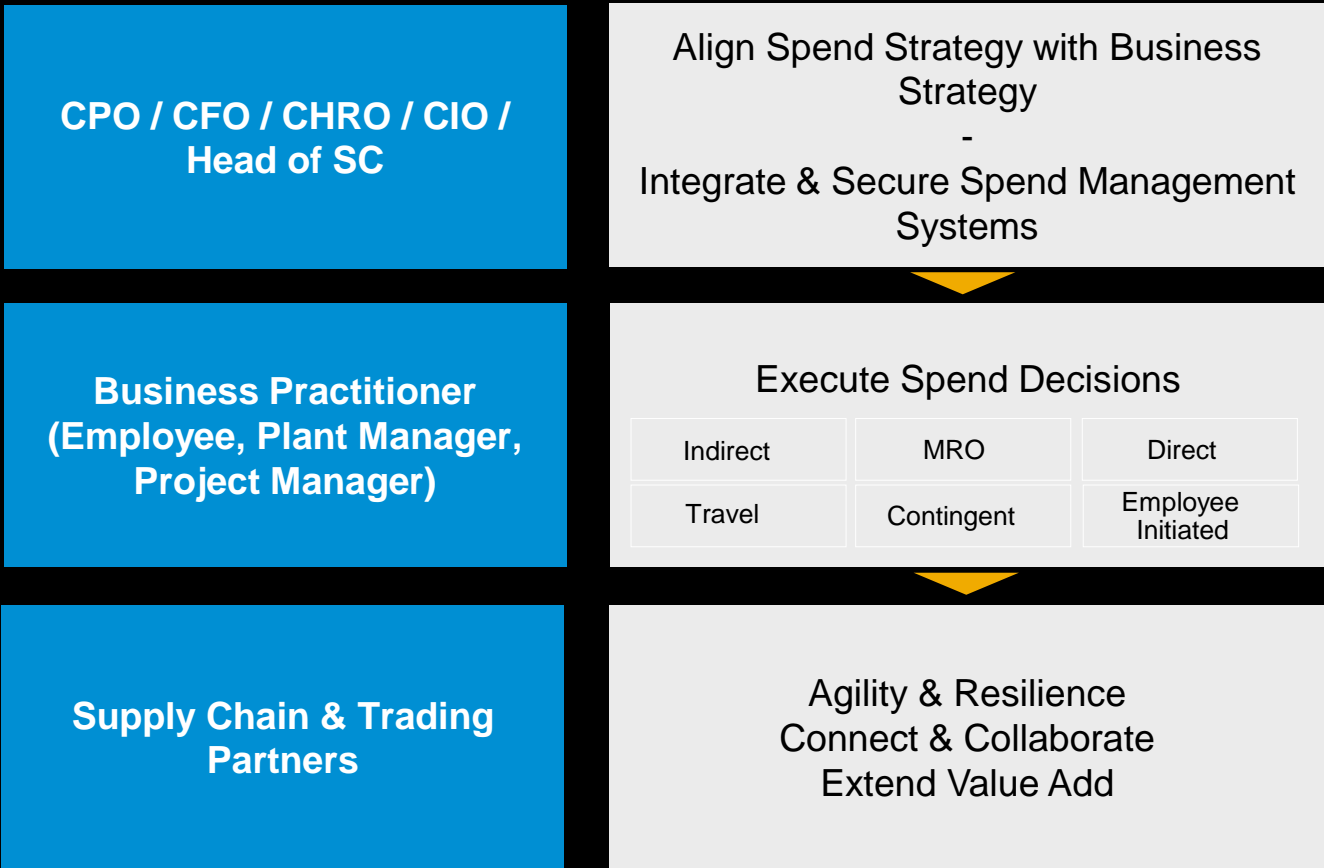 CPO / CFO / CHRO / CIO /
Head of SC
Align Spend Strategy with Business
Strategy
-
Integrate & Secure Spend Management
Systems
Business Practitioner
(Employee, Plant Manager,
Project Manager)
Execute Spend Decisions
Indirect
MRO
Direct
Travel
Contingent
Employee
Initiated
Supply Chain & Trading
Partners
Agility & Resilience
Connect & Collaborate
Extend Value Add